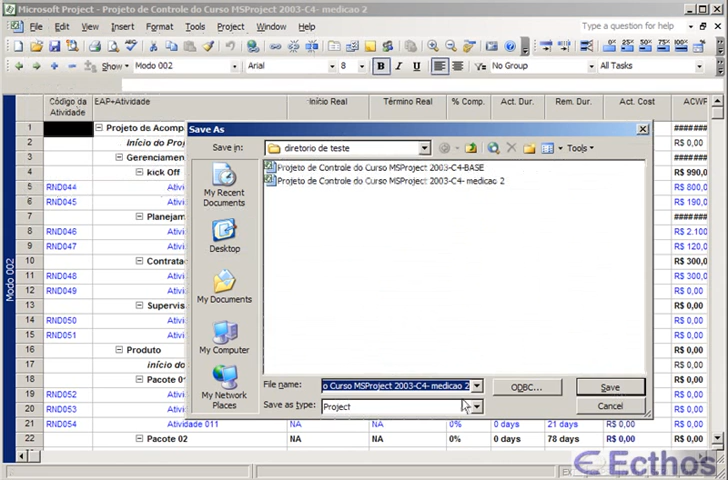 Microsoft Project - Projeto de Controle do Curso MSProject 2003-C4- medicao 2
File Edit View Insert Format Tools Project Window Help Type a question for help
Show Modo 002 Arial 8 B I U No Group All Tasks
Código da Atividade EAP+Atividade Início Real Término Real % Comp. Act. Dur. Rem. Dur. Act. Cost ACWP
1 Projeto de Acomp #######
2 Início do Proj R$ 0,00
3 Gerenciamen #######
4 kick Off R$ 990,0
5 RND044 Ativi R$ 800,0
6 RND045 Ativi R$ 190,0
7 Planejam #######
8 RND046 Ativi R$ 2.100
9 RND047 Ativi R$ 120,0
10 Contrata R$ 300,0
11 RND048 Ativi R$ 300,0
12 RND049 Ativi R$ 0,00
13 Supervis R$ 0,00
14 RND050 Ativi R$ 0,00
15 RND051 Ativi R$ 0,00
16 Produto R$ 0,00
17 início do R$ 0,00
18 Pacote 01 R$ 0,00
19 RND052 Ativi R$ 0,00
20 RND053 Ativi R$ 0,00
21 RND054 Atividade 011 NA NA 0% 0 days 21 days R$ 0,00 R$ 0,00
22 Pacote 02 NA NA 0% 0 days 78 days R$ 0,00 R$ 0,00
Modo 002
Save As
Save in: diretorio de teste Tools
Projeto de Controle do Curso MSProject 2003-C4-BASE
Projeto de Controle do Curso MSProject 2003-C4- medicao 2
My Recent Documents
Desktop
My Documents
My Computer
My Network Places
File name: o Curso MSProject 2003-C4- medicao 2 ODBC... Save
Save as type: Project Cancel
Ecthos